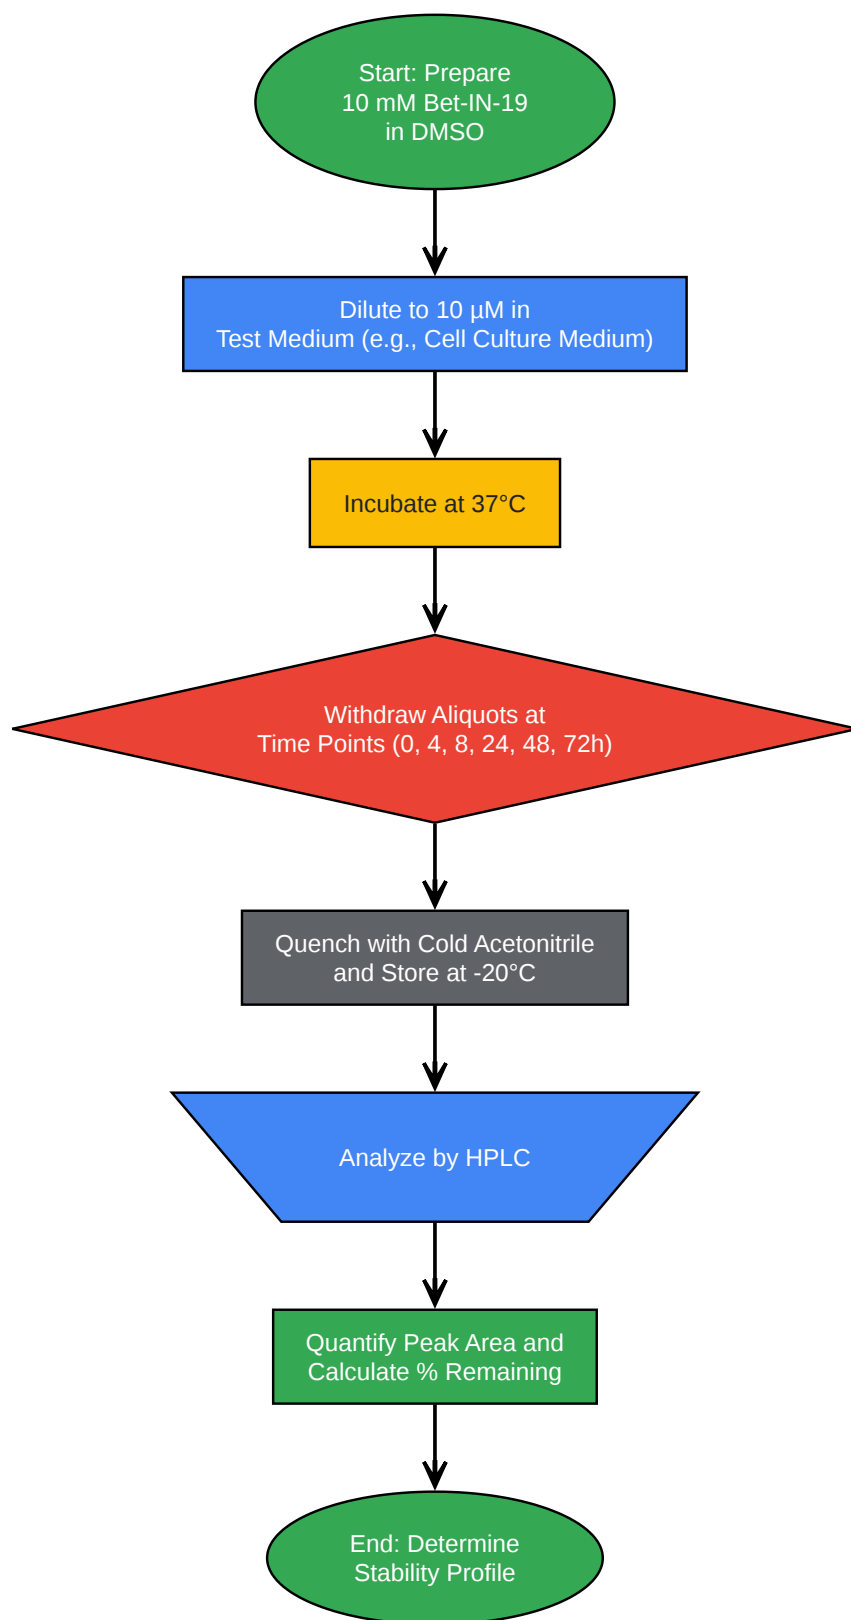 Start: Prepare
10 mM Bet-IN-19
in DMSO
Dilute to 10 µM in
Test Medium (e.g., Cell Culture Medium)
Incubate at 37°C
Withdraw Aliquots at
Time Points (0, 4, 8, 24, 48, 72h)
Quench with Cold Acetonitrile
and Store at -20°C
Analyze by HPLC
Quantify Peak Area and
Calculate % Remaining
End: Determine
Stability Profile